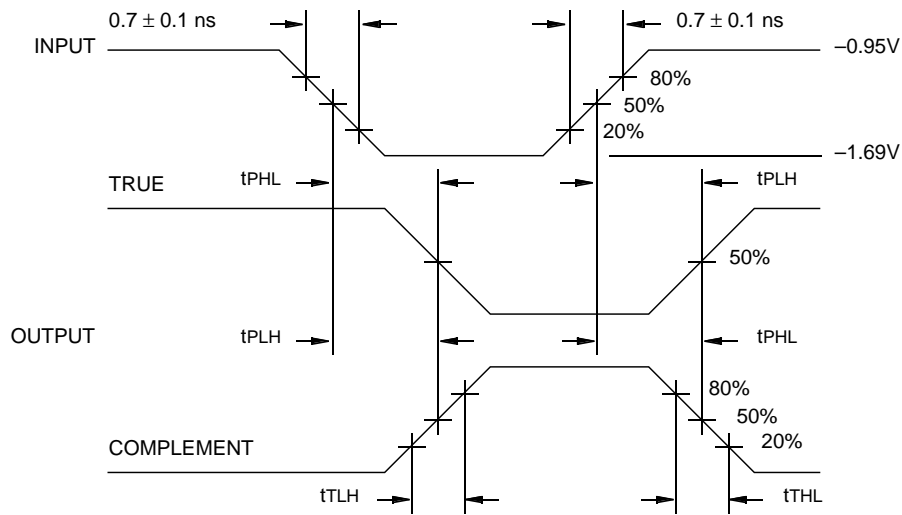 0.7 ± 0.1 ns 0.7 ± 0.1 ns
INPUT –0.95V
80%
50%
20%
–1.69V
tPHL tPLH
TRUE
50%
OUTPUT tPLH tPHL
80%
50%
COMPLEMENT 20%
tTLH tTHL